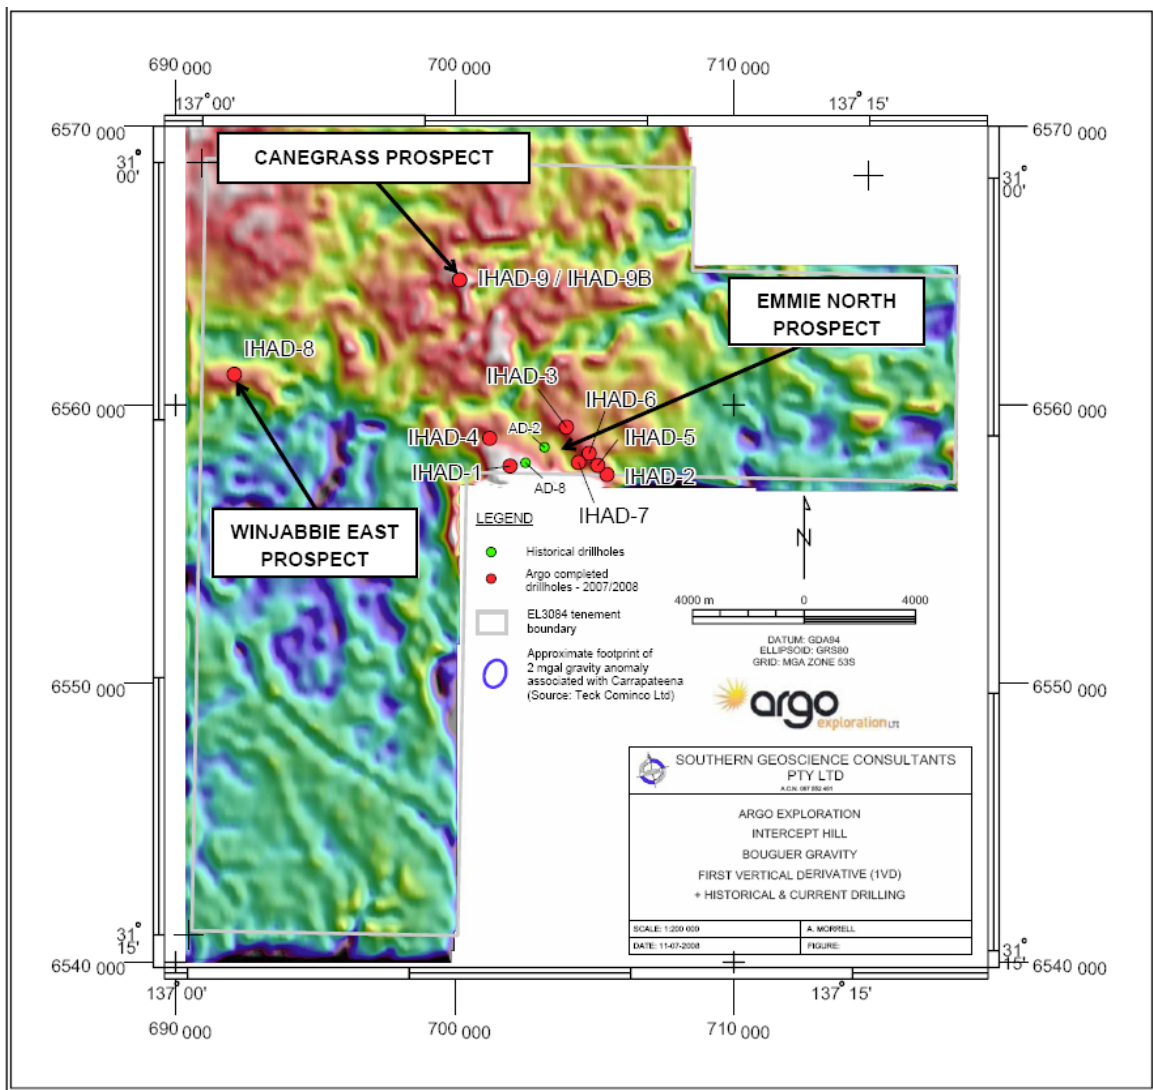 690 000
700 000
710 000
137° 00'
137° 15'
6570 000
6570 000
31° 00'
31° 00'
CANEGRASS PROSPECT
IHAD-9 / IHAD-9B
EMMIE NORTH
PROSPECT
IHAD-8
IHAD-3
IHAD-6
6560 000
6560 000
IHAD-4
AD-2
IHAD-5
IHAD-1
AD-8
IHAD-2
IHAD-7
WINJABBIE EAST
PROSPECT
LEGEND
Historical drillholes
Argo completed
drillholes - 2007/2008
EL3084 tenement
boundary
Approximate footprint of
2 mgal gravity anomaly
associated with Carrapateena
(Source: Teck Cominco Ltd)
N
4000 m
0
4000
DATUM: GDA94
ELLIPSOID: GRS80
GRID: MGA ZONE 53S
6550 000
6550 000
argo
exploration LTD
SOUTHERN GEOSCIENCE CONSULTANTS
PTY LTD
ARGO EXPLORATION
INTERCEPT HILL
BOUGUER GRAVITY
FIRST VERTICAL DERIVATIVE (1VD)
+ HISTORICAL & CURRENT DRILLING
SCALE: 1:200 000
A. MORRELL
DATE: 11-07-2008
FIGURE:
31° 15'
31° 15'
6540 000
6540 000
137° 00'
137° 15'
690 000
700 000
710 000